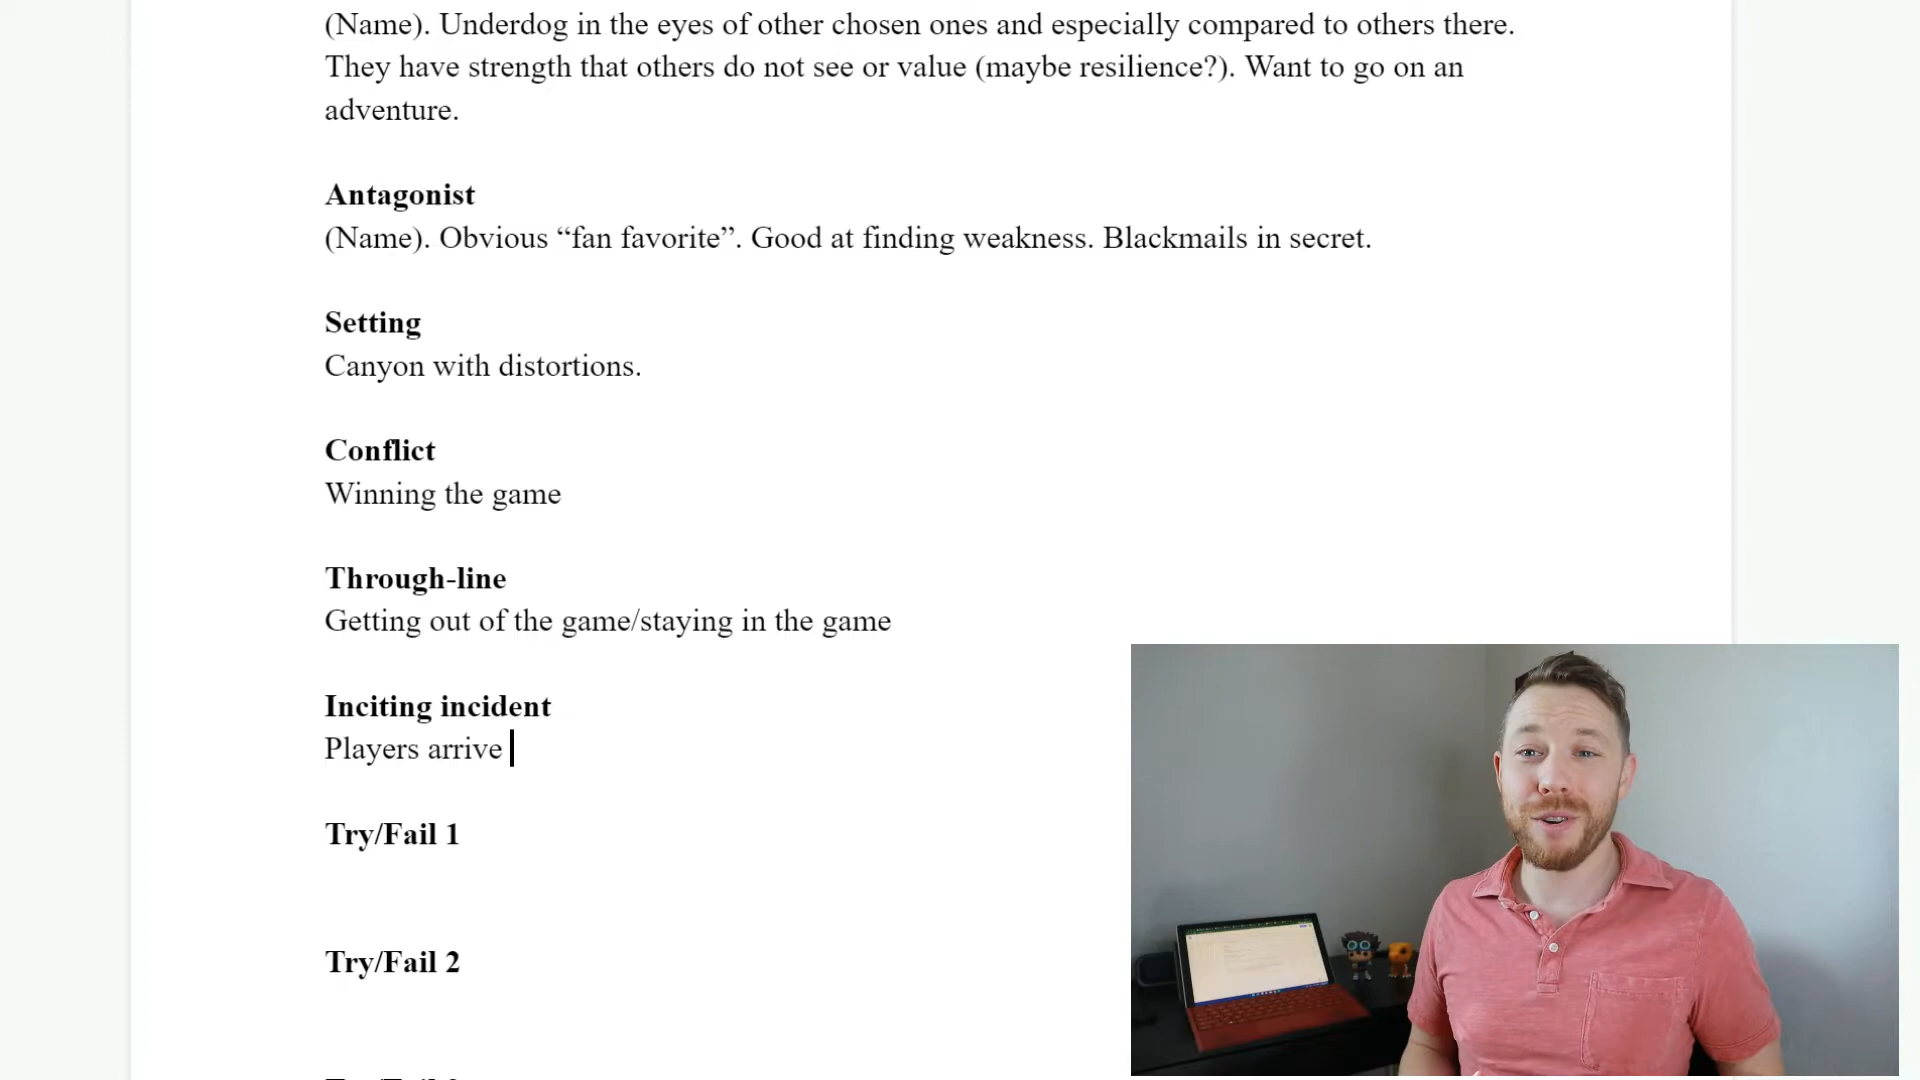 (Name). Underdog in the eyes of other chosen ones and especially compared to others there.
They have strength that others do not see or value (maybe resilience?). Want to go on an
adventure.
Antagonist
(Name). Obvious “fan favorite”. Good at finding weakness. Blackmails in secret.
Setting
Canyon with distortions.
Conflict
Winning the game
Through-line
Getting out of the game/staying in the game
Inciting incident
Players arrive
Try/Fail 1
Try/Fail 2